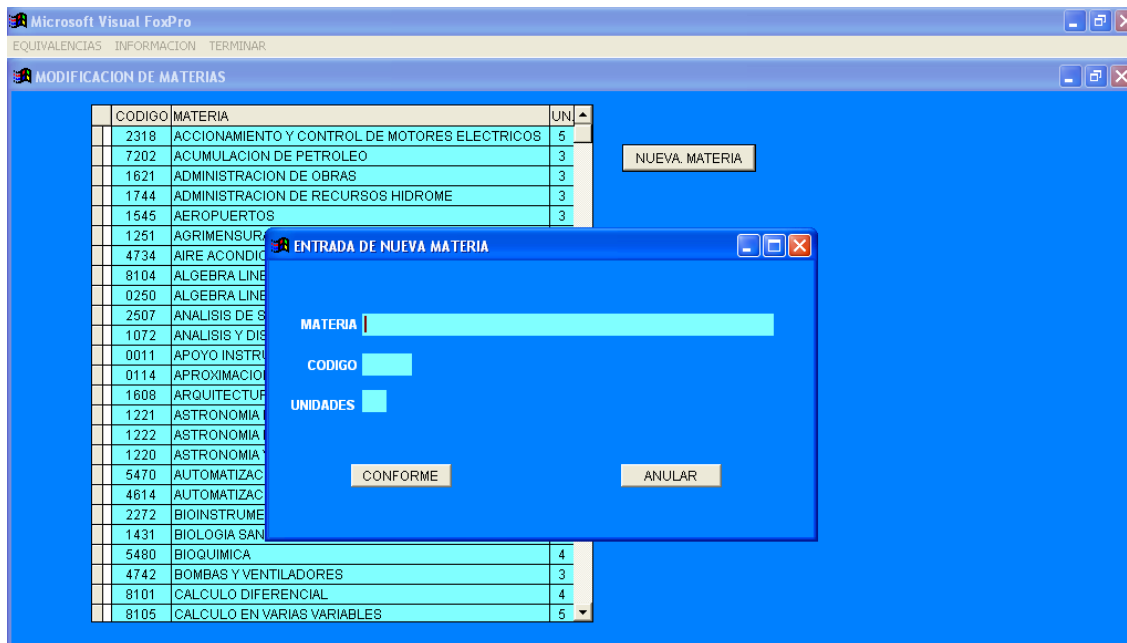 Microsoft Visual FoxPro
EQUIVALENCIAS INFORMACION TERMINAR
MODIFICACION DE MATERIAS
CODIGO MATERIA UN.
2318 ACCIONAMIENTO Y CONTROL DE MOTORES ELECTRICOS 5
7202 ACUMULACION DE PETROLEO 3
NUEVA. MATERIA
1621 ADMINISTRACION DE OBRAS 3
1744 ADMINISTRACION DE RECURSOS HIDROME 3
1545 AEROPUERTOS 3
1251 AGRIMENSURA
4734 AIRE ACONDIC
8104 ALGEBRA LINE
0250 ALGEBRA LINE
2507 ANALISIS DE S
1072 ANALISIS Y DIS
0011 APOYO INSTRU
0114 APROXIMACIO
1608 ARQUITECTUR
1221 ASTRONOMIA
1222 ASTRONOMIA
1220 ASTRONOMIA Y
5470 AUTOMATIZAC
4614 AUTOMATIZAC
2272 BIOINSTRUME
1431 BIOLOGIA SAN
5480 BIOQUIMICA 4
4742 BOMBAS Y VENTILADORES 3
8101 CALCULO DIFERENCIAL 4
8105 CALCULO EN VARIAS VARIABLES 5
ENTRADA DE NUEVA MATERIA
MATERIA
CODIGO
UNIDADES
CONFORME ANULAR